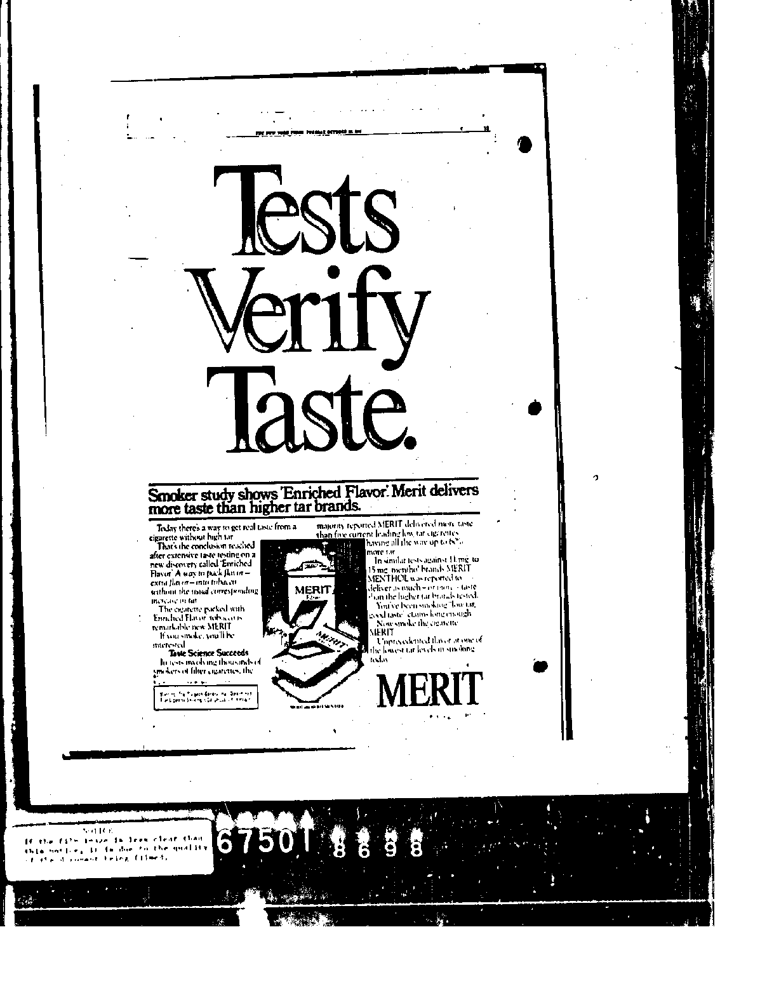 THE NEW YORK TIMES, TUESDAY, OCTOBER
Tests
Verify
Taste.
Smoker study shows 'Enriched Flavor'. Merit delivers
more taste than higher tar brands.
Today there's a way to get real taste from a
cigarette without high tar
That's the conclusion reached
after extensive taste testing on a
new discovery called 'Enriched
Flavor' A way to pack flavor—
extra flavor—into tobacco
without the usual corresponding
increase in tar
The cigarette packed with
Enriched Flavor tobacco is
remarkable new MERIT
If you smoke, you'll be
interested
Taste Science Succeeds
In tests involving thousands of
smokers of filter cigarettes, the
majority reported MERIT delivered more taste
than five current leading low tar cigarettes
having all the way up to 60%
more tar
In similar tests against 11 mg to
15 mg menthol brands MERIT
MENTHOL was reported to
deliver as much—or more—taste
than the higher tar brands tested.
You've been smoking "low tar,
good taste" claims long enough
Now smoke the cigarette
MERIT
Unprecedented flavor at one of
the lowest tar levels in smoking
today
MERIT
MERIT
MERIT
NOTICE
If the film image is less clear than
this notice, it is due to the quality
of the document being filmed.
67501 8698